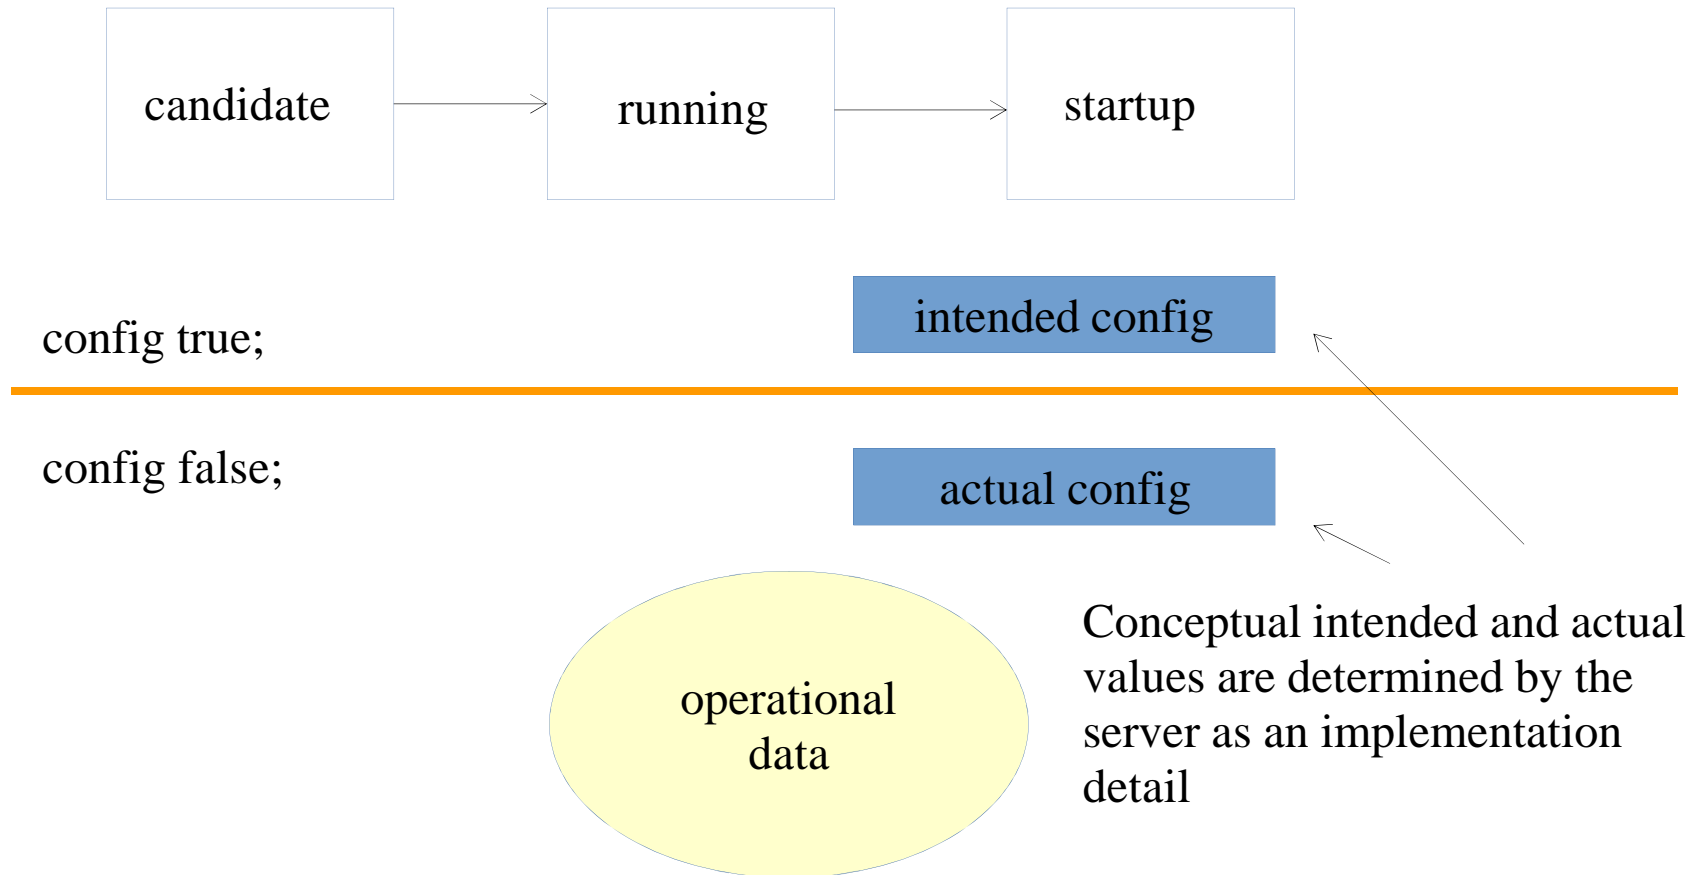 candidate
running
startup
intended config
config true;
config false;
actual config
operational
data
Conceptual intended and actual
values are determined by the
server as an implementation
detail